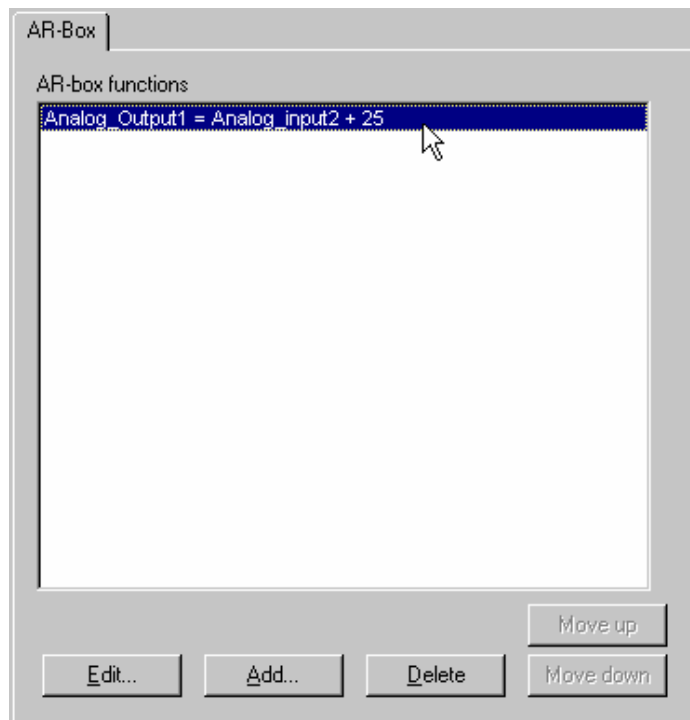 AR-Box
AR-box functions
Analog_Output1 = Analog_input2 + 25
Move up
Edit... Add... Delete Move down